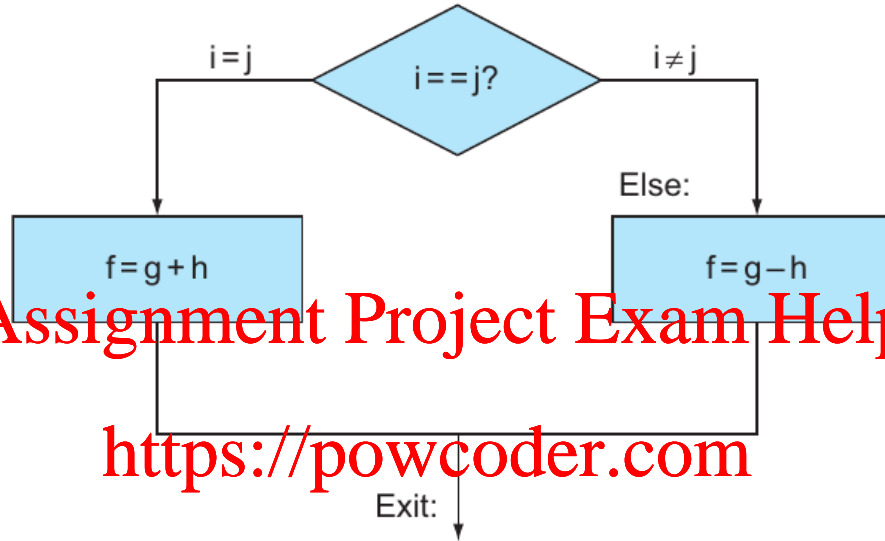 i = j
i == j?
i ≠ j
Else:
f = g + h
f = g – h
Assignment Project Exam Help
https://powcoder.com
Exit: